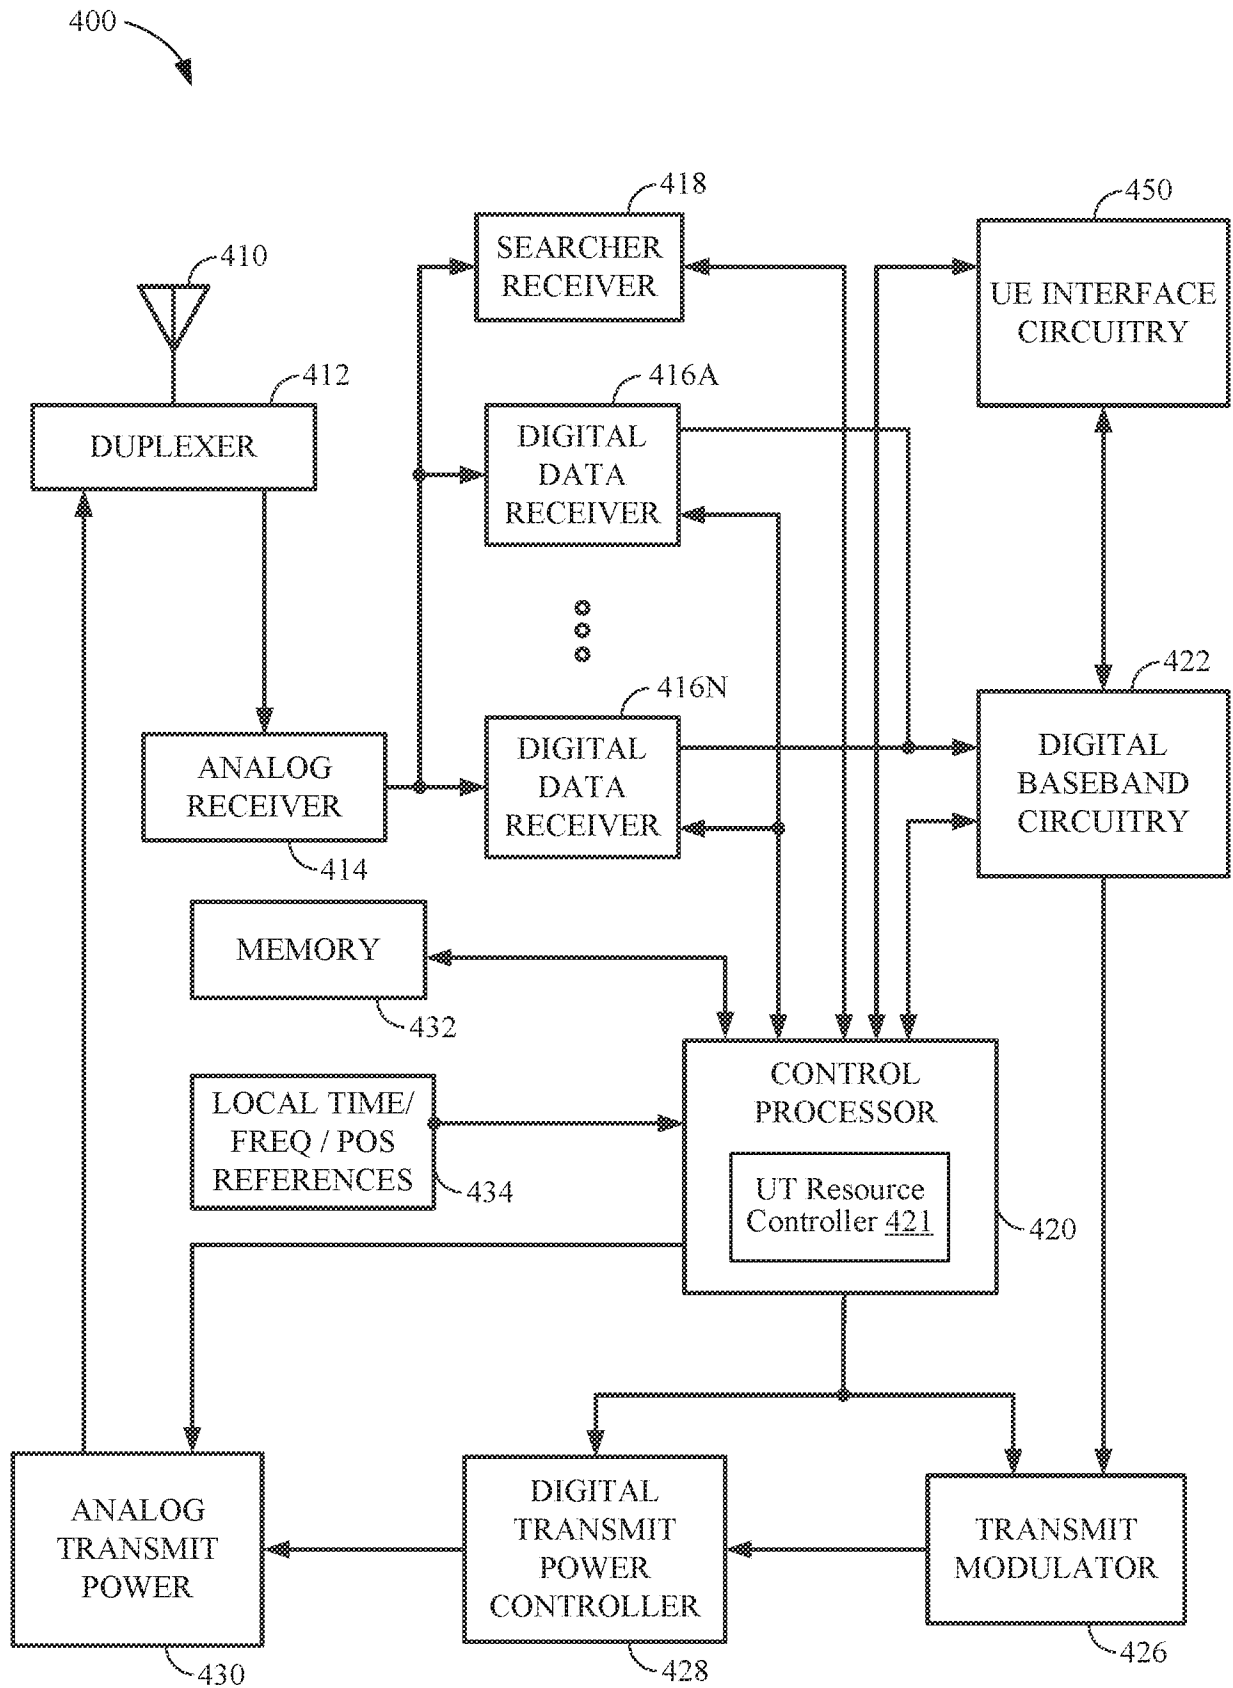 400
418
SEARCHER
RECEIVER
450
UE INTERFACE
CIRCUITRY
410
412
DUPLEXER
416A
DIGITAL
DATA
RECEIVER
416N
DIGITAL
DATA
RECEIVER
422
DIGITAL
BASEBAND
CIRCUITRY
ANALOG
RECEIVER
414
MEMORY
432
LOCAL TIME/
FREQ / POS
REFERENCES
434
CONTROL
PROCESSOR
UT Resource
Controller 421
420
ANALOG
TRANSMIT
POWER
430
DIGITAL
TRANSMIT
POWER
CONTROLLER
428
TRANSMIT
MODULATOR
426